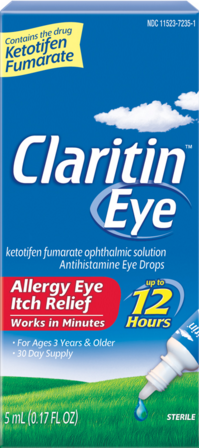 NDC 11523-7235-1
Contains the drug
Ketotifen
Fumarate
Claritin™
Eye
ketotifen fumarate ophthalmic solution
Antihistamine Eye Drops
Allergy Eye
Itch Relief
Works in Minutes
up to
12
Hours
• For Ages 3 Years & Older
• 30 Day Supply
5 mL (0.17 FL OZ)
STERILE